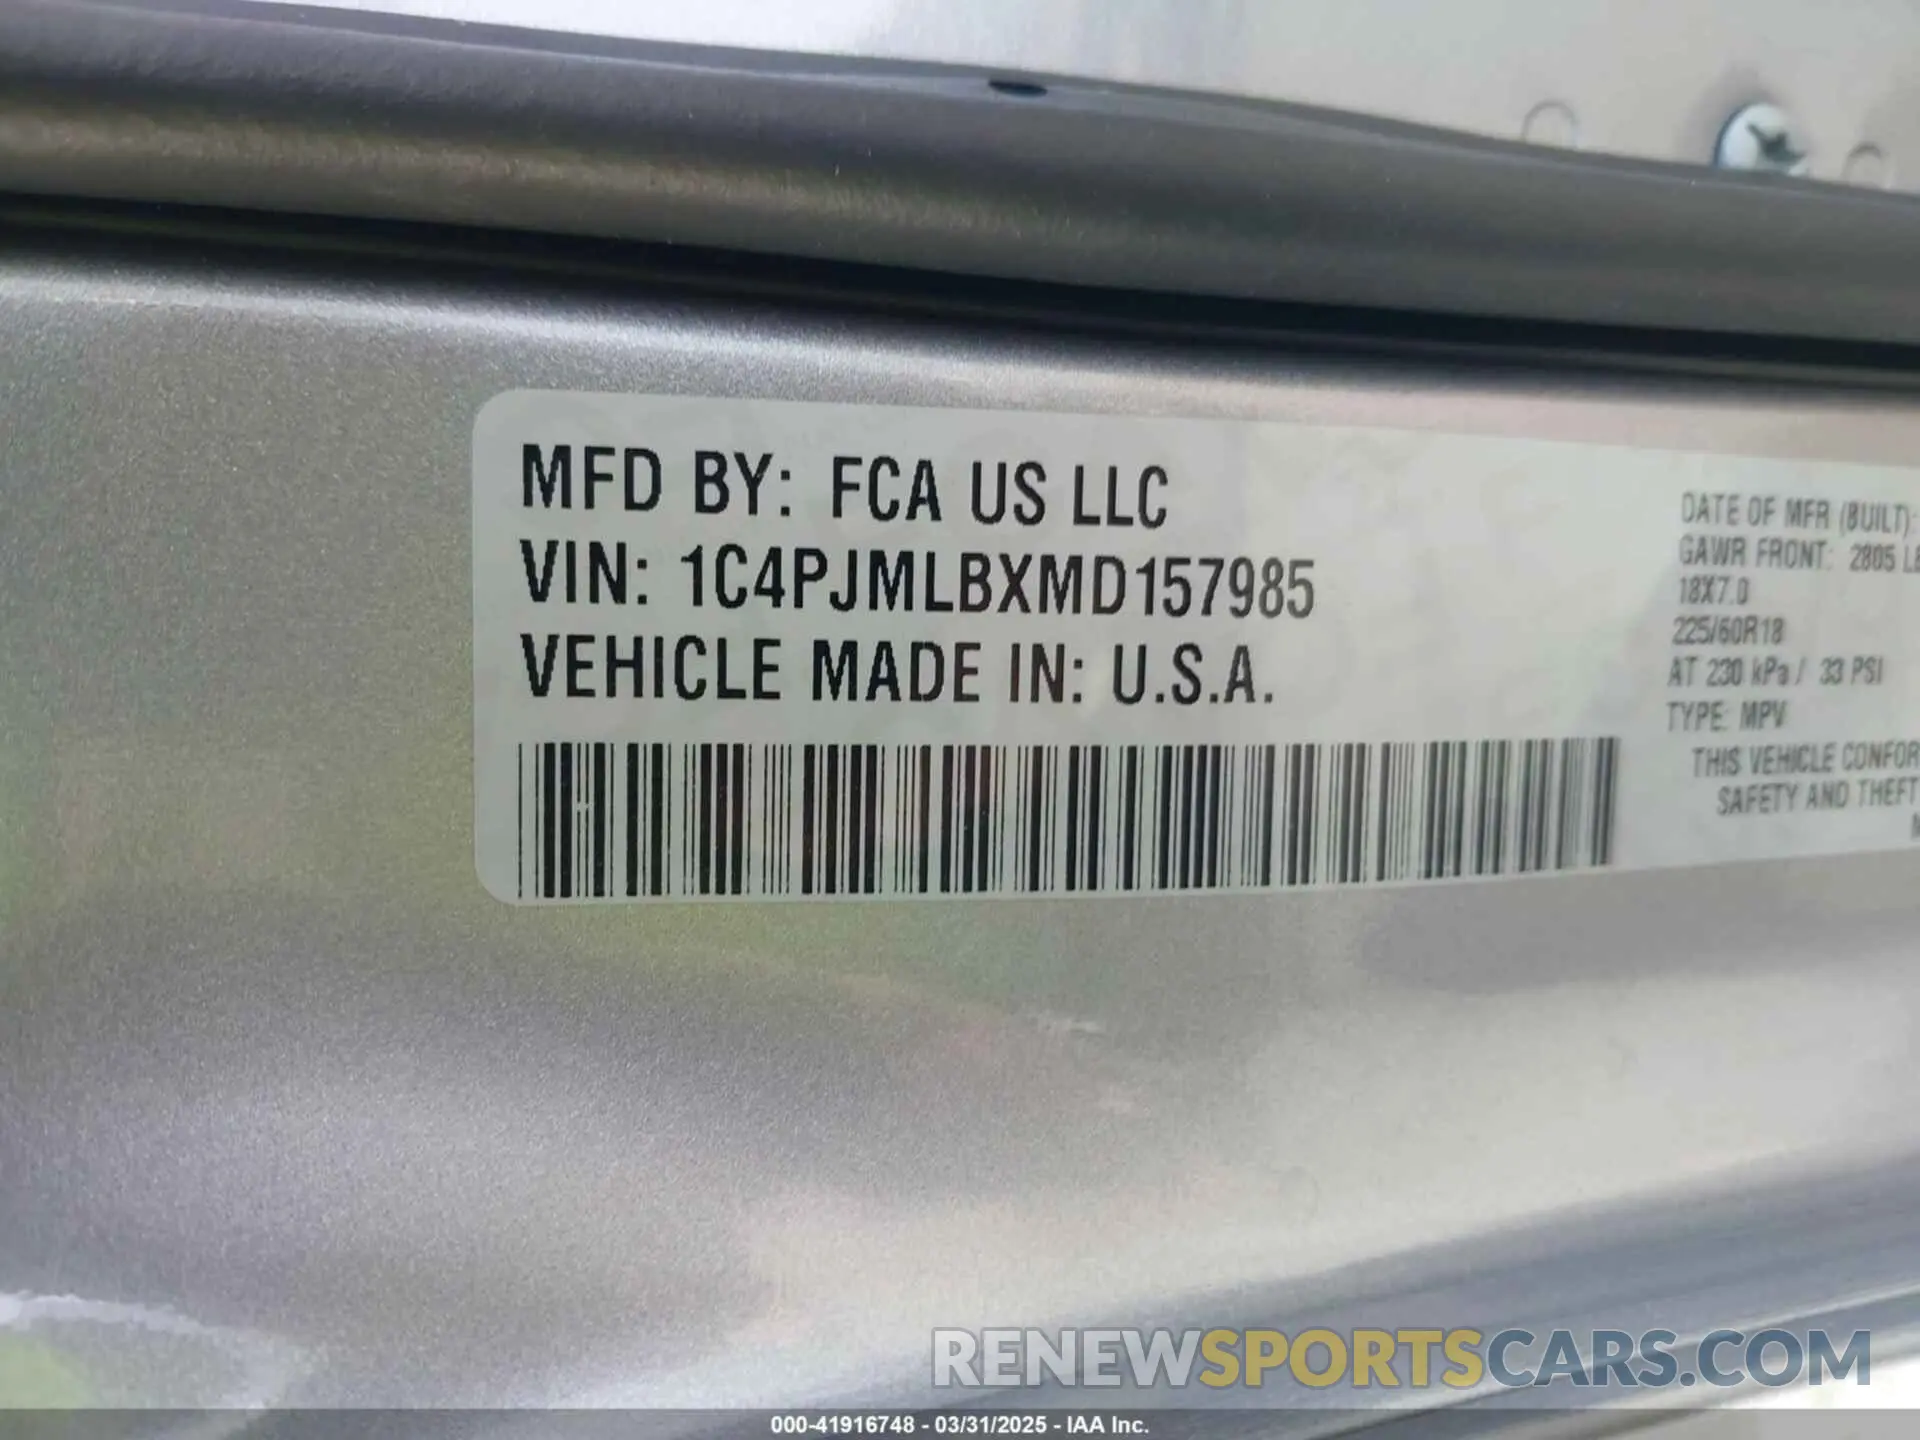 MFD BY: FCA US LLC
VIN: 1C4PJMLBXMD157985
VEHICLE MADE IN: U.S.A.
DATE OF MFR (BUILT):
GAWR FRONT: 2805
18X7.0
225/60R18
AT 230 kPa / 33 PSI
TYPE: MPV
THIS VEHICLE
SAFETY AND THEFT
RENEWSPORTSCARS.COM
000-41916748 - 03/31/2025 - IAA Inc.